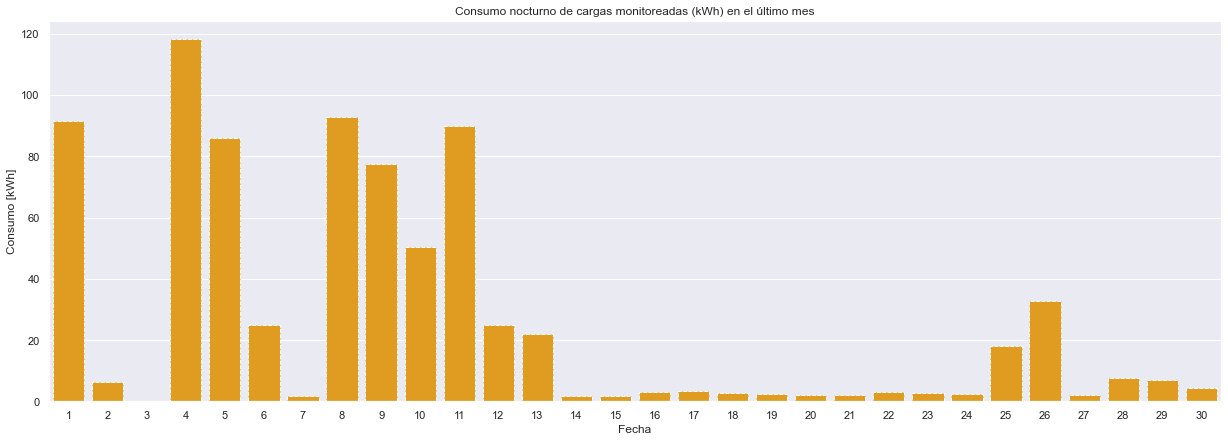 Consumo nocturno de cargas monitoreadas (kWh) en el último mes
Consumo [kWh]
120
100
80
60
40
20
0
1 2 3 4 5 6 7 8 9 10 11 12 13 14 15 16 17 18 19 20 21 22 23 24 25 26 27 28 29 30
Fecha